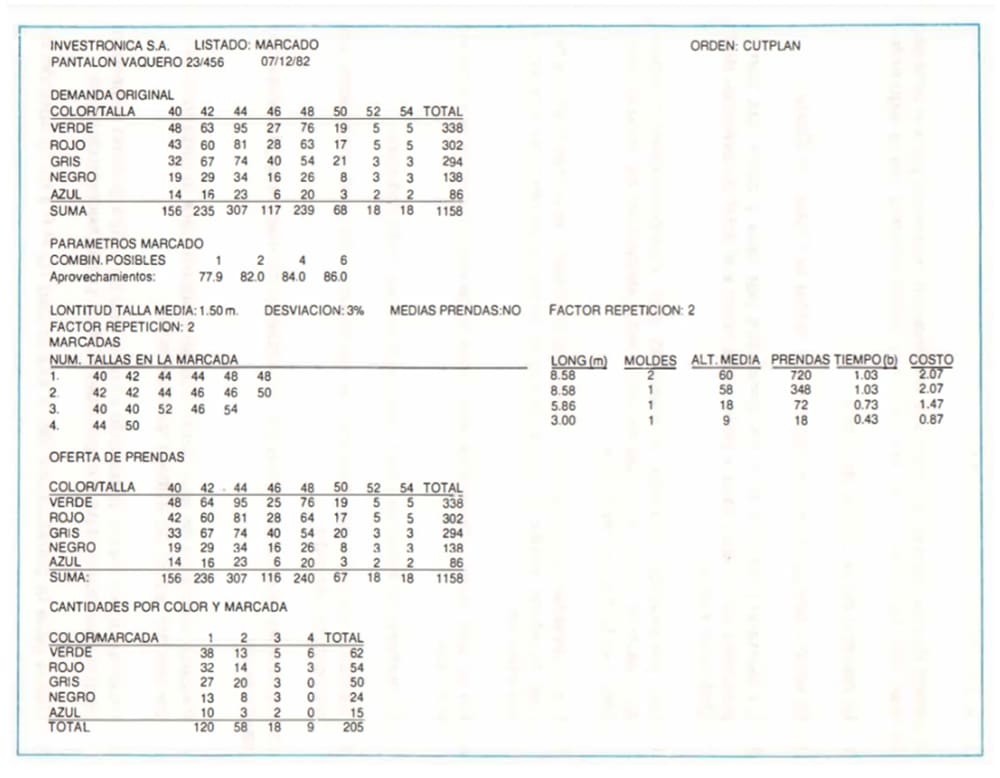 INVESTRONICA S.A. LISTADO: MARCADO ORDEN: CUTPLAN
PANTALON VAQUERO 23/456 07/12/82
DEMANDA ORIGINAL
COLOR/TALLA 40 42 44 46 48 50 52 54 TOTAL
VERDE 48 63 95 27 76 19 5 5 338
ROJO 43 60 81 28 63 17 5 5 302
GRIS 32 67 74 40 54 21 3 3 294
NEGRO 19 29 34 16 26 8 3 3 138
AZUL 14 16 23 6 20 3 2 2 86
SUMA 156 235 307 117 239 68 18 18 1158
PARAMETROS MARCADO
COMBIN. POSIBLES 1 2 4 6
Aprovechamientos: 77.9 82.0 84.0 86.0
LONTITUD TALLA MEDIA: 1.50 m. DESVIACION: 3% MEDIAS PRENDAS:NO FACTOR REPETICION: 2
FACTOR REPETICION: 2
MARCADAS
NUM. TALLAS EN LA MARCADA LONG (m) MOLDES ALT. MEDIA PRENDAS TIEMPO (b) COSTO
1. 40 42 44 44 48 48 8.58 2 60 720 1.03 2.07
2. 42 42 44 46 46 50 8.58 1 58 348 1.03 2.07
3. 40 40 52 46 54 5.86 1 18 72 0.73 1.47
4. 44 50 3.00 1 9 18 0.43 0.87
OFERTA DE PRENDAS
COLOR/TALLA 40 42 44 46 48 50 52 54 TOTAL
VERDE 48 64 95 25 76 19 5 5 338
ROJO 42 60 81 28 64 17 5 5 302
GRIS 33 67 74 40 54 20 3 3 294
NEGRO 19 29 34 16 26 8 3 3 138
AZUL 14 16 23 6 20 3 2 2 86
SUMA: 156 236 307 116 240 67 18 18 1158
CANTIDADES POR COLOR Y MARCADA
COLOR/MARCADA 1 2 3 4 TOTAL
VERDE 38 13 5 6 62
ROJO 32 14 5 3 54
GRIS 27 20 3 0 50
NEGRO 13 8 3 0 24
AZUL 10 3 2 0 15
TOTAL 120 58 18 9 205